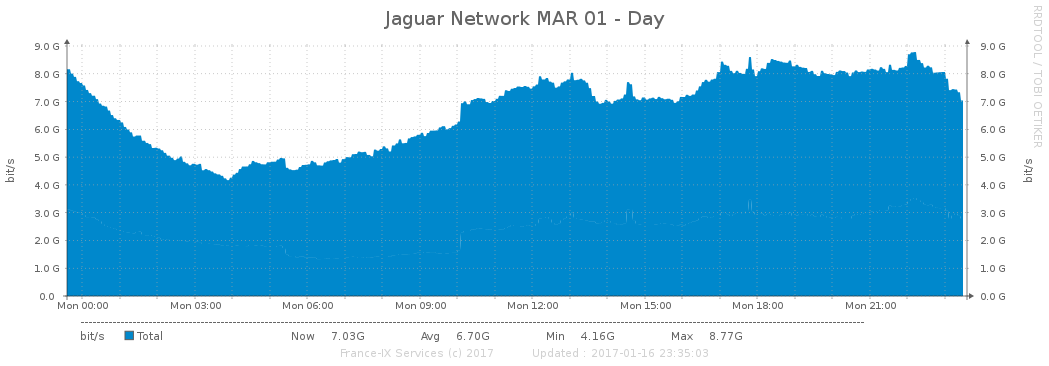 Jaguar Network MAR 01 - Day
RRDTOOL / TOBI OETIKER
bit/s
9.0 G
8.0 G
7.0 G
6.0 G
5.0 G
4.0 G
3.0 G
2.0 G
1.0 G
0.0
9.0 G
8.0 G
7.0 G
6.0 G
5.0 G
4.0 G
3.0 G
2.0 G
1.0 G
0.0 G
bit/s
Mon 00:00 Mon 03:00 Mon 06:00 Mon 09:00 Mon 12:00 Mon 15:00 Mon 18:00 Mon 21:00
bit/s Total Now 7.03G Avg 6.70G Min 4.16G Max 8.77G
France-IX Services (c) 2017 Updated : 2017-01-16 23:35:03